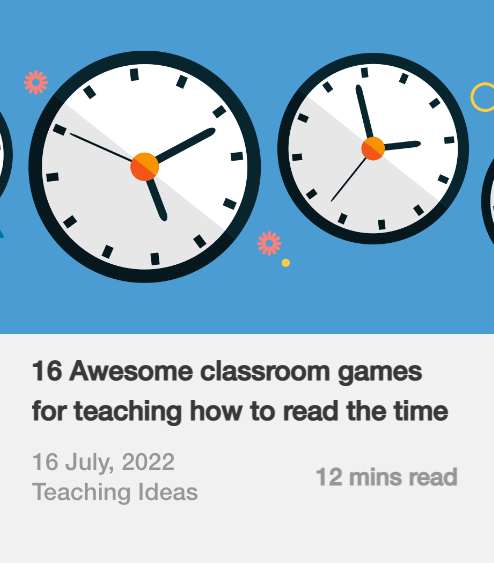 16 Awesome classroom games
for teaching how to read the time
16 July, 2022
Teaching Ideas
12 mins read